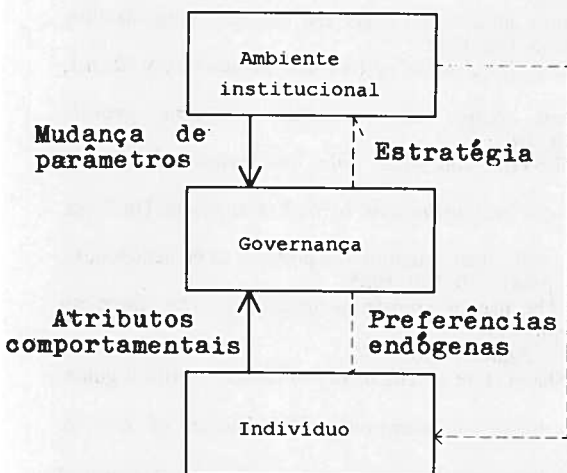 Ambiente
institucional
Mudança de
parâmetros
Estratégia
Governança
Atributos
comportamentais
Preferências
endógenas
Indivíduo